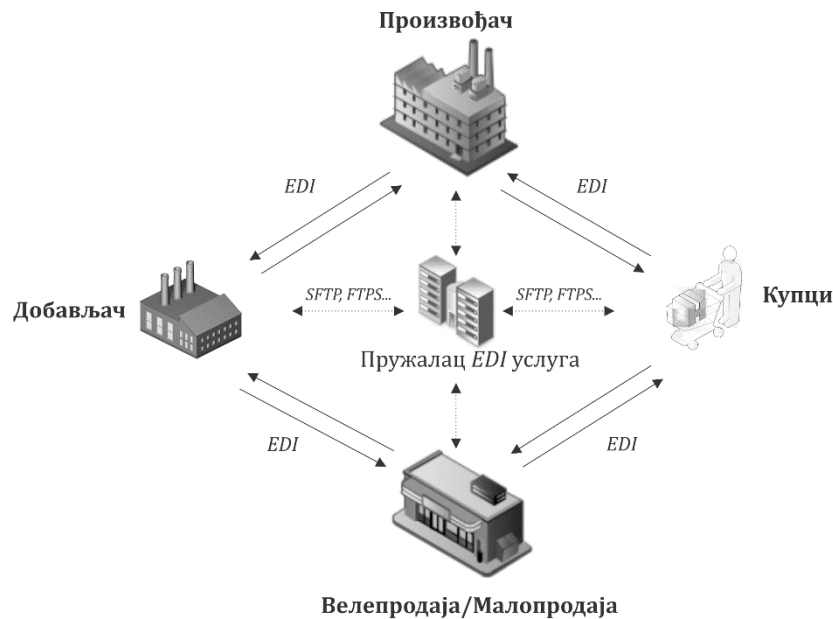 Произвођач
EDI
EDI
Добављач
SFTP, FTPS...
SFTP, FTPS...
Купци
Пружалац EDI услуга
EDI
EDI
Велепродаја/Малопродаја